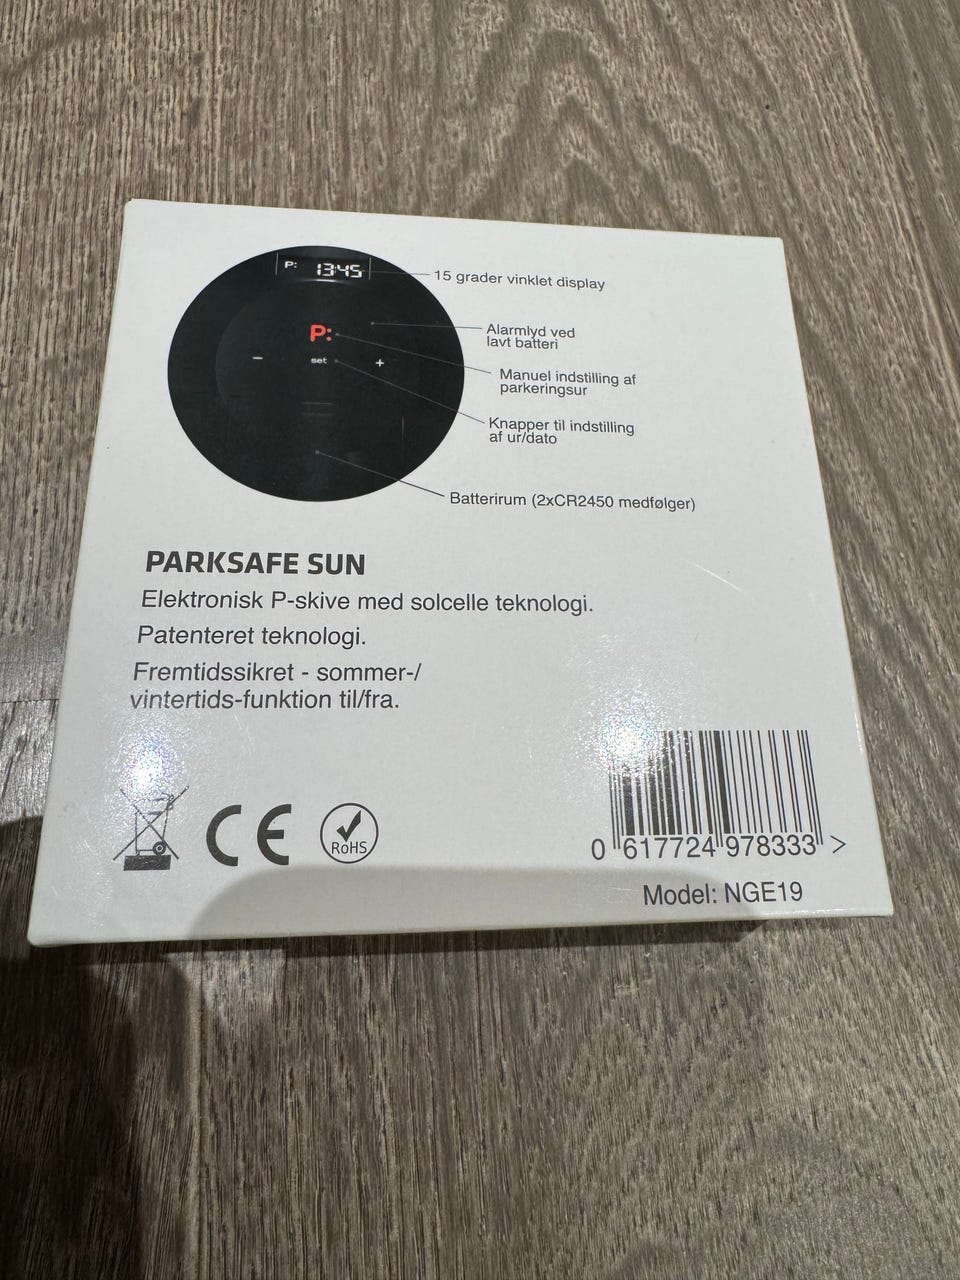 P: 13:45
15 grader vinklet display
P:
Alarmlyd ved
lavt batteri
- set +
Manuel indstilling af
parkeringsur
Knapper til indstilling
af ur/dato
Batterirum (2xCR2450 medfølger)
PARKSAFE SUN
Elektronisk P-skive med solcelle teknologi.
Patenteret teknologi.
Fremtidssikret - sommer-/
vintertids-funktion til/fra.
CE
RoHS
0 617724 978333 >
Model: NGE19